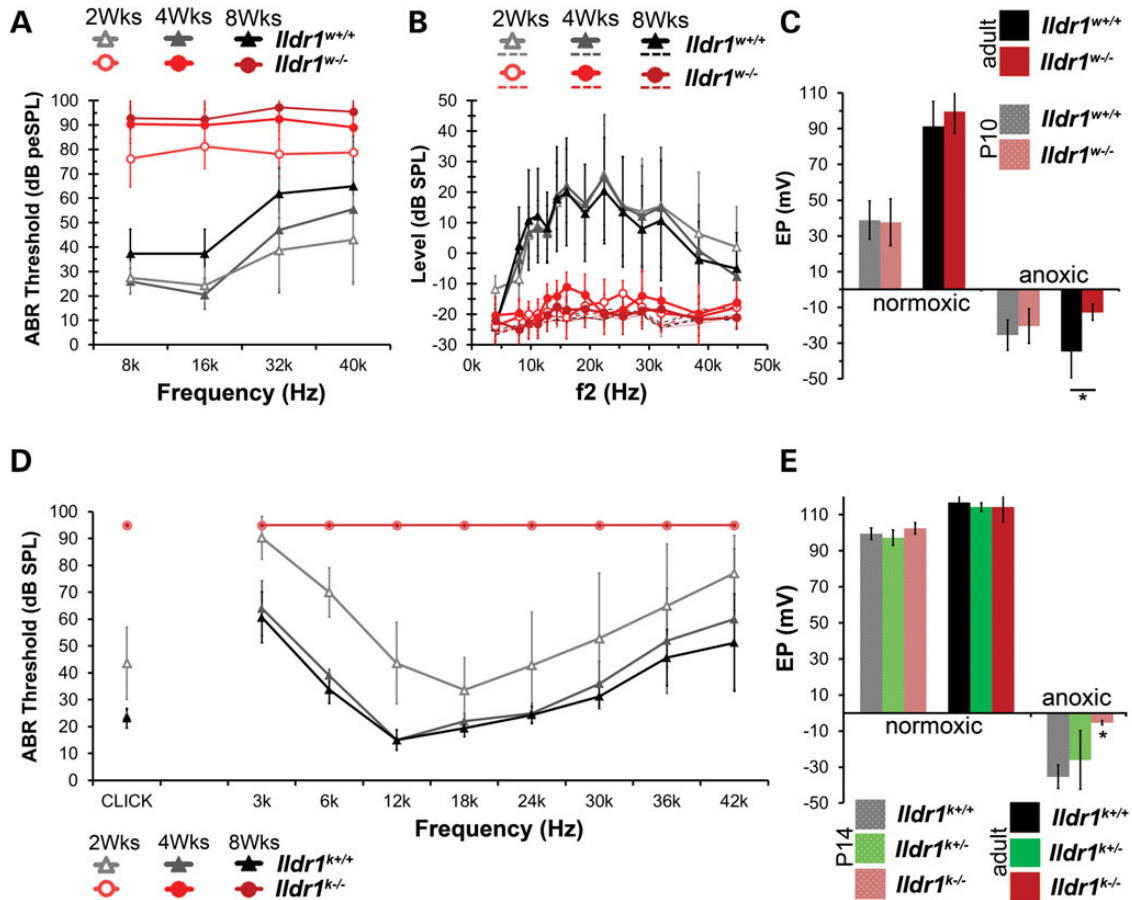 A
2Wks 4Wks 8Wks
Ildr1w+/+
Ildr1w-/-
ABR Threshold (dB peSPL)
100
90
80
70
60
50
40
30
20
10
0
8k 16k 32k 40k
Frequency (Hz)
B
2Wks 4Wks 8Wks
Ildr1w+/+
Ildr1w-/-
Level (dB SPL)
50
40
30
20
10
0
-10
-20
-30
0k 10k 20k 30k 40k 50k
f2 (Hz)
C
adult
Ildr1w+/+
Ildr1w-/-
P10
Ildr1w+/+
Ildr1w-/-
EP (mV)
110
90
70
50
30
10
-10
-30
-50
normoxic
anoxic
*
D
ABR Threshold (dB SPL)
100
90
80
70
60
50
40
30
20
10
0
CLICK 3k 6k 12k 18k 24k 30k 36k 42k
Frequency (Hz)
2Wks 4Wks 8Wks
Ildr1k+/+
Ildr1k-/-
E
EP (mV)
110
90
70
50
30
10
-10
-30
-50
normoxic
anoxic
*
P14
Ildr1k+/+
Ildr1k+/-
Ildr1k-/-
adult
Ildr1k+/+
Ildr1k+/-
Ildr1k-/-